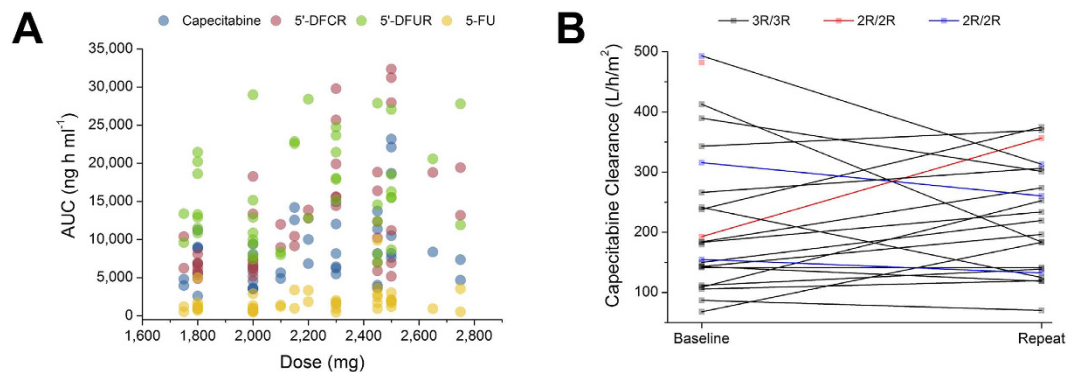 A
Capecitabine 5'-DFCR 5'-DFUR 5-FU
35,000
30,000
25,000
20,000
15,000
10,000
5,000
0
AUC (ng h ml⁻¹)
1,600 1,800 2,000 2,200 2,400 2,600 2,800
Dose (mg)
B
3R/3R 2R/2R 2R/2R
500
400
300
200
100
Capecitabine Clearance (L/h/m²)
Baseline Repeat